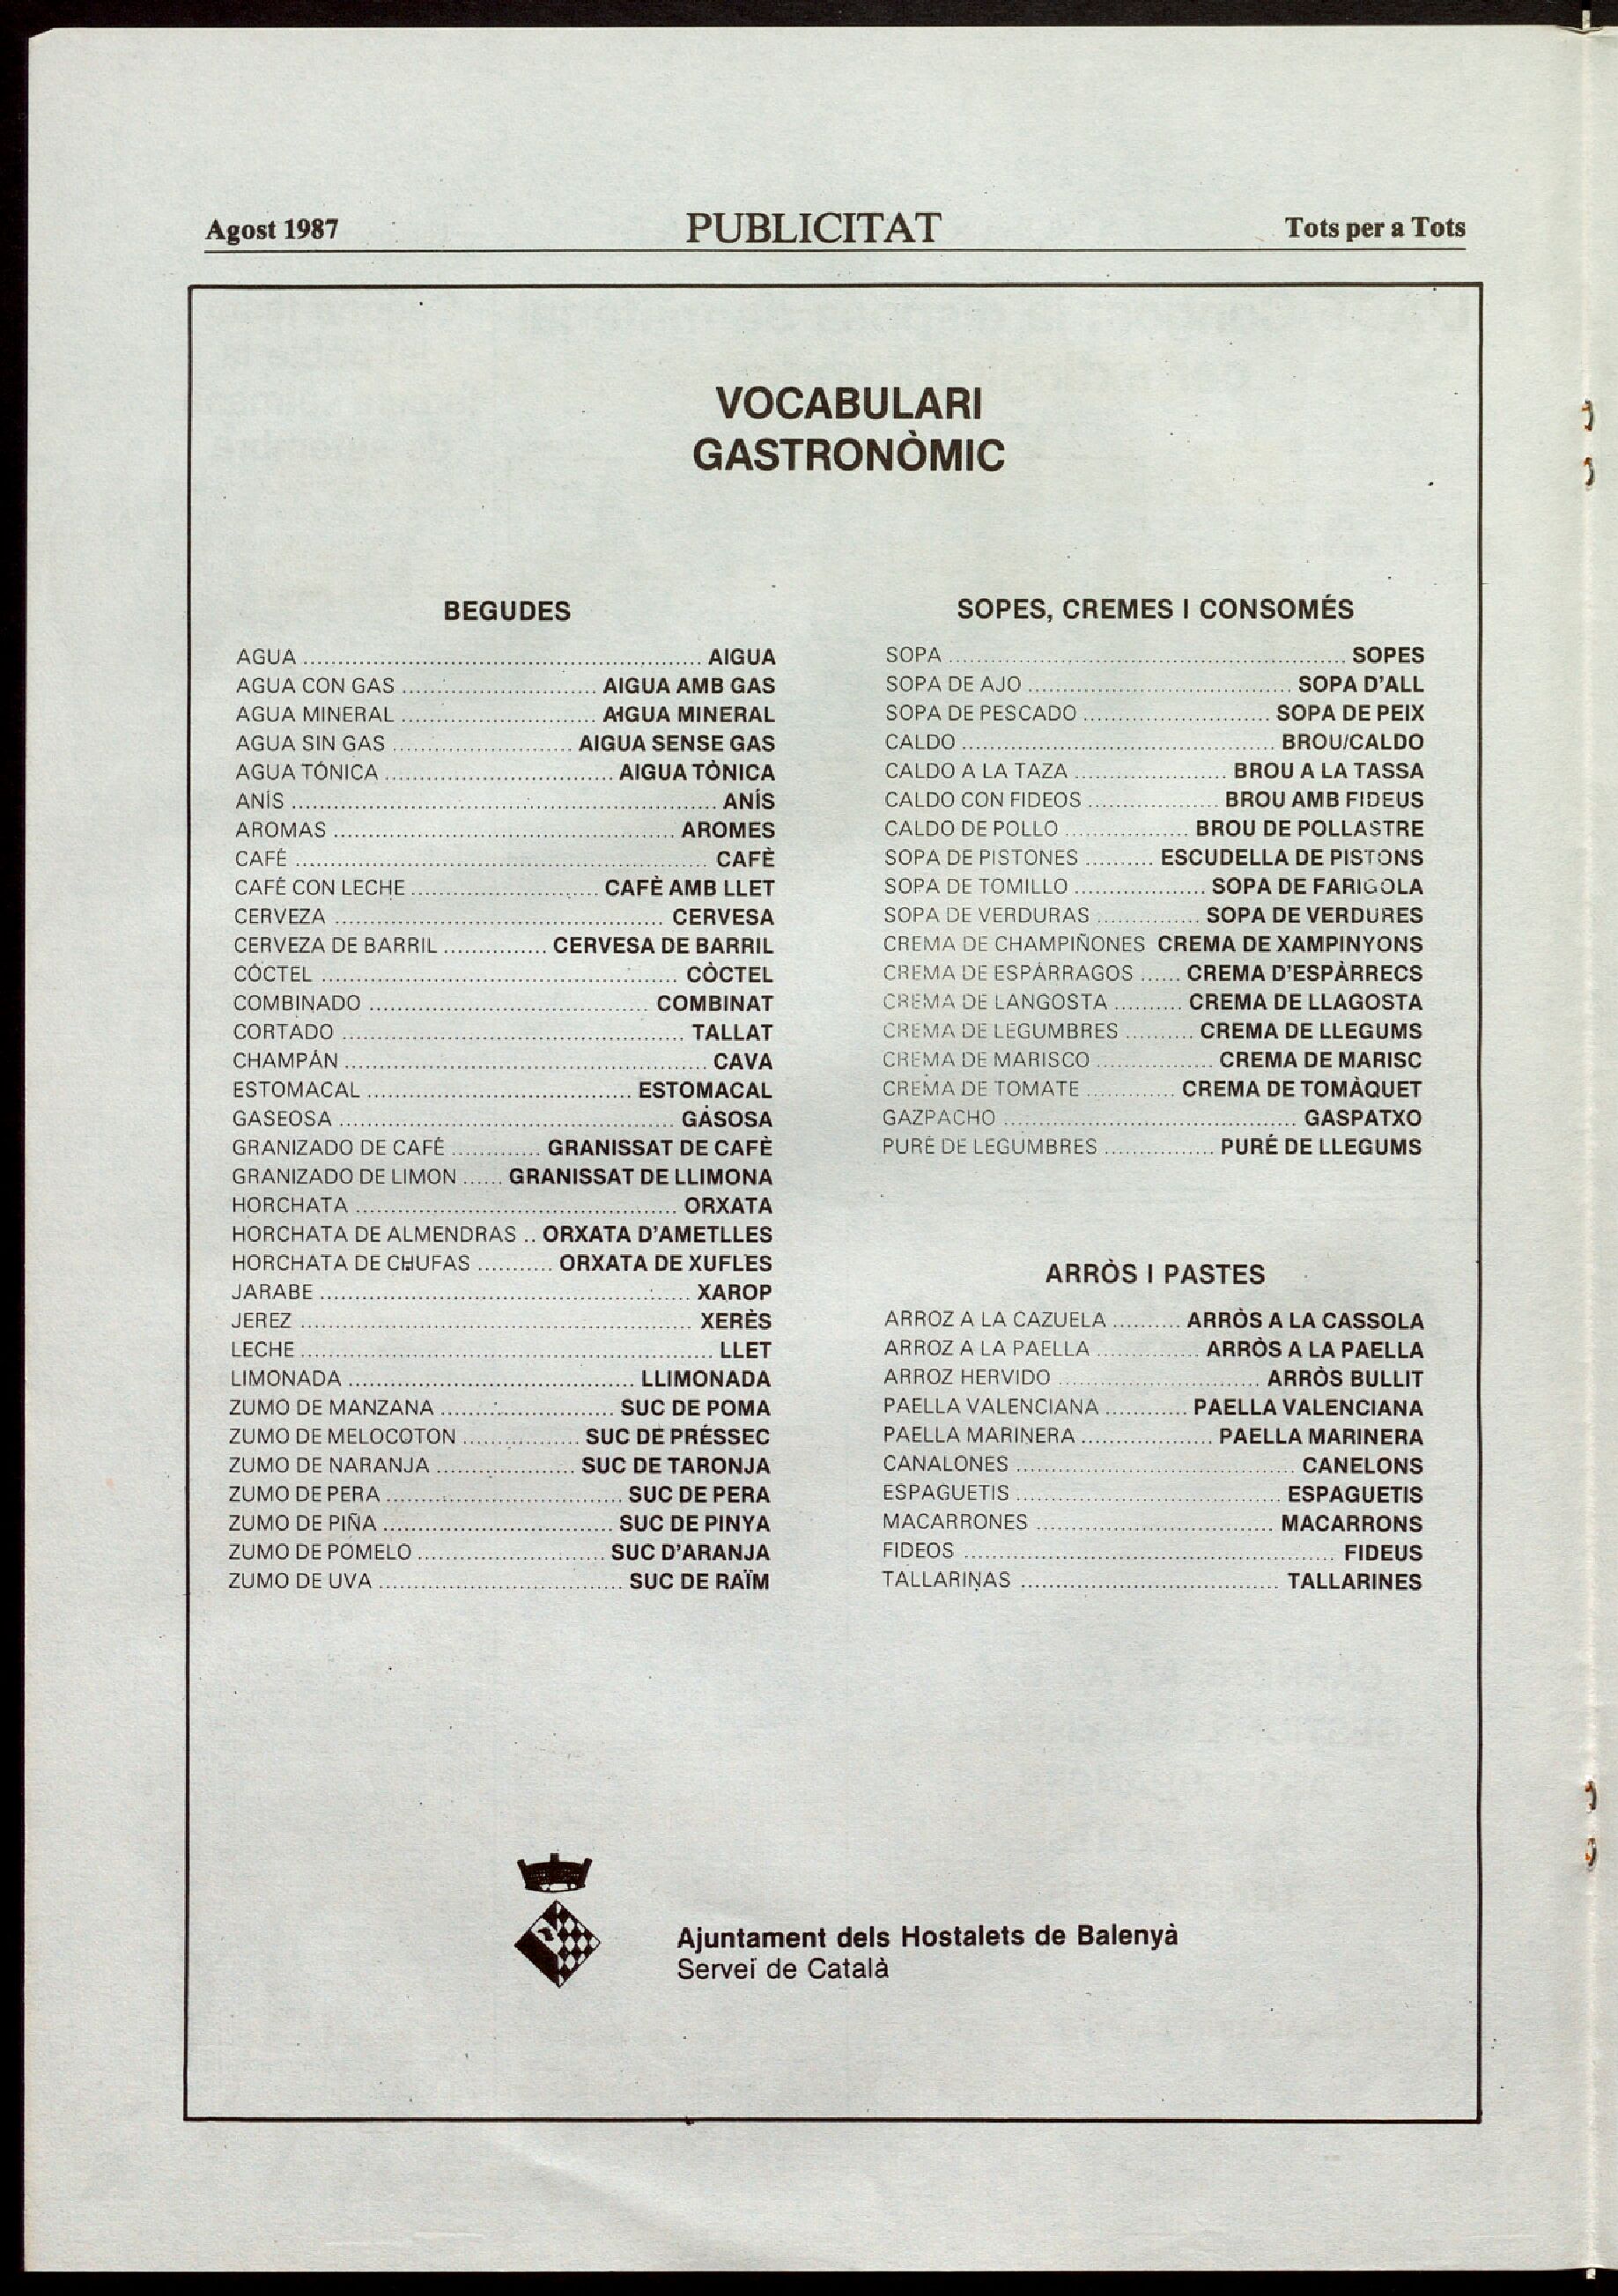 Agost 1987 PUBLICITAT Tots per a Tots
VOCABULARI
GASTRONÒMIC
BEGUDES
AGUA ........ AIGUA
AGUA CON GAS ........ AIGUA AMB GAS
AGUA MINERAL ........ AIGUA MINERAL
AGUA SIN GAS ........ AIGUA SENSE GAS
AGUA TÓNICA ........ AIGUA TÒNICA
ANÍS ........ ANÍS
AROMAS ........ AROMES
CAFÉ ........ CAFÈ
CAFÉ CON LECHE ........ CAFÈ AMB LLET
CERVEZA ........ CERVESA
CERVEZA DE BARRIL ........ CERVESA DE BARRIL
CÓCTEL ........ CÒCTEL
COMBINADO ........ COMBINAT
CORTADO ........ TALLAT
CHAMPÁN ........ CAVA
ESTOMACAL ........ ESTOMACAL
GASEOSA ........ GASOSA
GRANIZADO DE CAFÉ ........ GRANISSAT DE CAFÈ
GRANIZADO DE LIMON ...... GRANISSAT DE LLIMONA
HORCHATA ........ ORXATA
HORCHATA DE ALMENDRAS .. ORXATA D'AMETLLES
HORCHATA DE CHUFAS ........ ORXATA DE XUFLES
JARABE ........ XAROP
JEREZ ........ XERÈS
LECHE ........ LLET
LIMONADA ........ LLIMONADA
ZUMO DE MANZANA ........ SUC DE POMA
ZUMO DE MELOCOTON ........ SUC DE PRÉSSEC
ZUMO DE NARANJA ........ SUC DE TARONJA
ZUMO DE PERA ........ SUC DE PERA
ZUMO DE PIÑA ........ SUC DE PINYA
ZUMO DE POMELO ........ SUC D'ARANJA
ZUMO DE UVA ........ SUC DE RAÏM
SOPES, CREMES I CONSOMÉS
SOPA ........ SOPES
SOPA DE AJO ........ SOPA D'ALL
SOPA DE PESCADO ........ SOPA DE PEIX
CALDO ........ BROU/CALDO
CALDO A LA TAZA ........ BROU A LA TASSA
CALDO CON FIDEOS ........ BROU AMB FIDEUS
CALDO DE POLLO ........ BROU DE POLLASTRE
SOPA DE PISTONES ........ ESCUDELLA DE PISTONS
SOPA DE TOMILLO ........ SOPA DE FARIGOLA
SOPA DE VERDURAS ........ SOPA DE VERDURES
CREMA DE CHAMPIÑONES CREMA DE XAMPINYONS
CREMA DE ESPÁRRAGOS ...... CREMA D'ESPÀRRECS
CREMA DE LANGOSTA ........ CREMA DE LLAGOSTA
CREMA DE LEGUMBRES ........ CREMA DE LLEGUMS
CREMA DE MARISCO ........ CREMA DE MARISC
CREMA DE TOMATE ........ CREMA DE TOMÀQUET
GAZPACHO ........ GASPATXO
PURÉ DE LEGUMBRES ........ PURÉ DE LLEGUMS
ARRÒS I PASTES
ARROZ A LA CAZUELA ........ ARRÒS A LA CASSOLA
ARROZ A LA PAELLA ........ ARRÒS A LA PAELLA
ARROZ HERVIDO ........ ARRÒS BULLIT
PAELLA VALENCIANA ........ PAELLA VALENCIANA
PAELLA MARINERA ........ PAELLA MARINERA
CANALONES ........ CANELONS
ESPAGUETIS ........ ESPAGUETIS
MACARRONES ........ MACARRONS
FIDEOS ........ FIDEUS
TALLARINAS ........ TALLARINES
Ajuntament dels Hostalets de Balenyà
Servei de Català